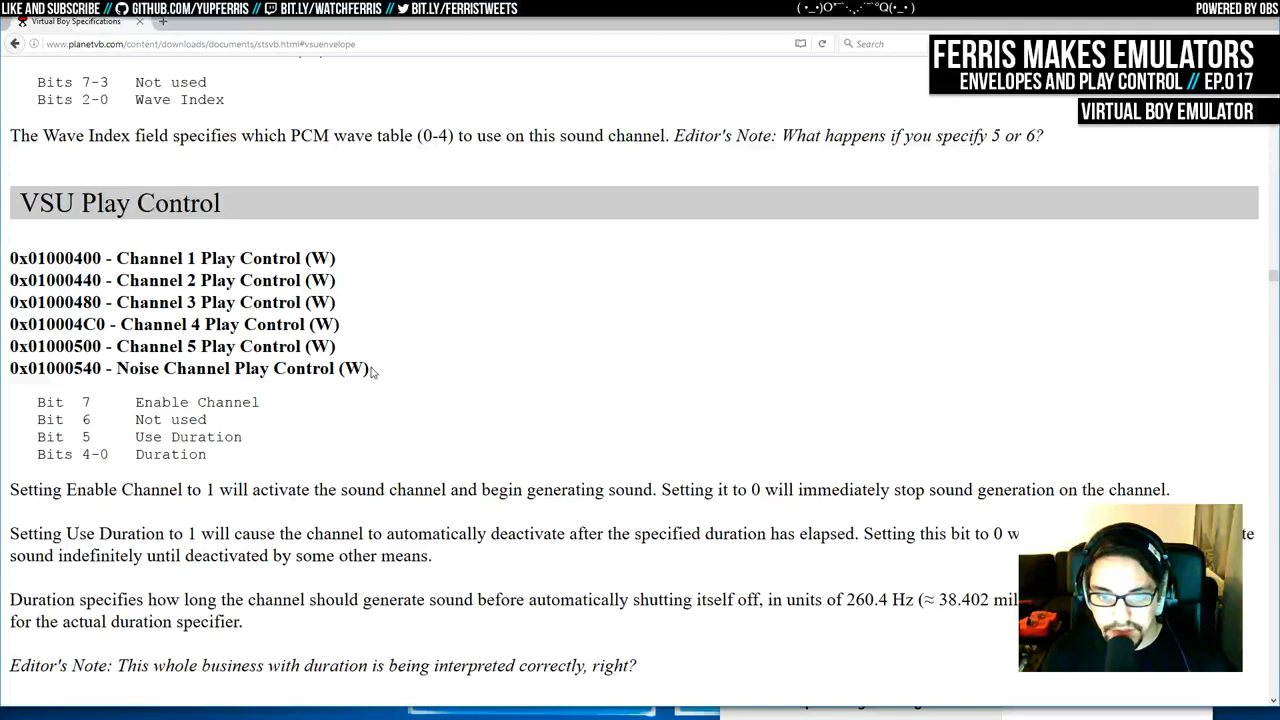 LIKE AND SUBSCRIBE // GITHUB.COM/YUPFERRIS // BIT.LY/WATCHFERRIS // BIT.LY/FERRISTWEETS
POWERED BY OBS
Virtual Boy Specifications
www.planetvb.com/content/downloads/documents/stsvb.html#vsuenvelope
Search
FERRIS MAKES EMULATORS
ENVELOPES AND PLAY CONTROL // EP.017
VIRTUAL BOY EMULATOR
Bits 7-3 Not used
Bits 2-0 Wave Index
The Wave Index field specifies which PCM wave table (0-4) to use on this sound channel. Editor's Note: What happens if you specify 5 or 6?
VSU Play Control
0x01000400 - Channel 1 Play Control (W)
0x01000440 - Channel 2 Play Control (W)
0x01000480 - Channel 3 Play Control (W)
0x010004C0 - Channel 4 Play Control (W)
0x01000500 - Channel 5 Play Control (W)
0x01000540 - Noise Channel Play Control (W)
Bit 7 Enable Channel
Bit 6 Not used
Bit 5 Use Duration
Bits 4-0 Duration
Setting Enable Channel to 1 will activate the sound channel and begin generating sound. Setting it to 0 will immediately stop sound generation on the channel.
Setting Use Duration to 1 will cause the channel to automatically deactivate after the specified duration has elapsed. Setting this bit to 0
sound indefinitely until deactivated by some other means.
Duration specifies how long the channel should generate sound before automatically shutting itself off, in units of 260.4 Hz (≈ 38.402
for the actual duration specifier.
Editor's Note: This whole business with duration is being interpreted correctly, right?